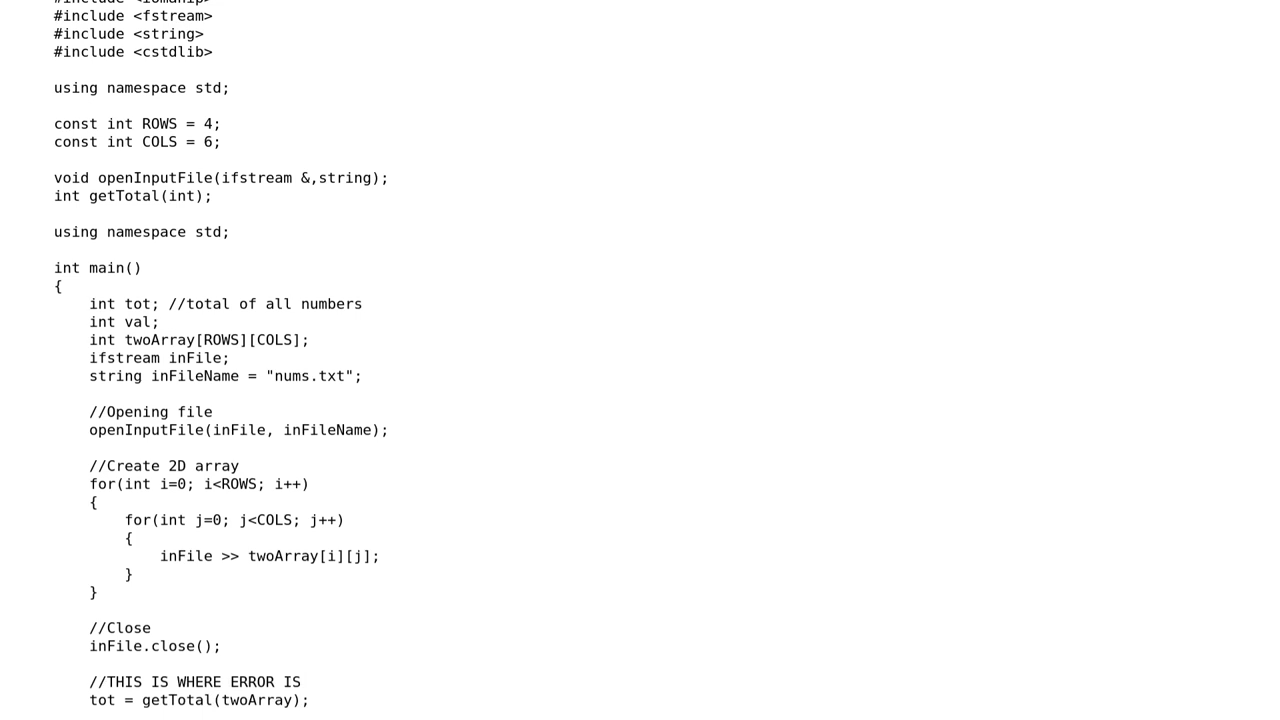 #include <iomanip>
#include <fstream>
#include <string>
#include <cstdlib>

using namespace std;

const int ROWS = 4;
const int COLS = 6;

void openInputFile(ifstream &,string);
int getTotal(int);

using namespace std;

int main()
{
    int tot; //total of all numbers
    int val;
    int twoArray[ROWS][COLS];
    ifstream inFile;
    string inFileName = "nums.txt";

    //Opening file
    openInputFile(inFile, inFileName);

    //Create 2D array
    for(int i=0; i<ROWS; i++)
    {
        for(int j=0; j<COLS; j++)
        {
            inFile >> twoArray[i][j];
        }
    }

    //Close
    inFile.close();

    //THIS IS WHERE ERROR IS
    tot = getTotal(twoArray);